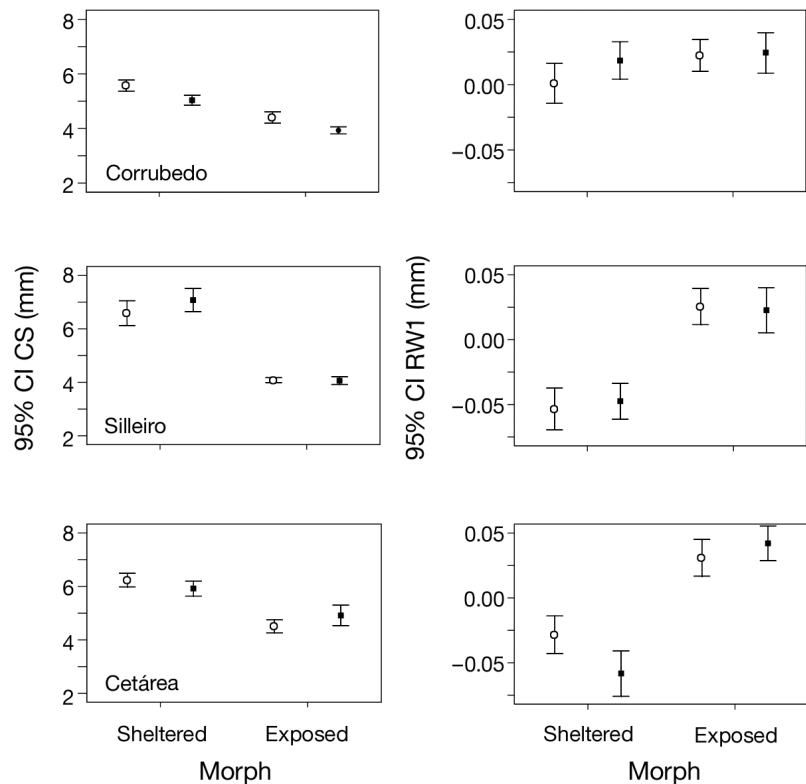 8
6
4
2
Corrubedo
0.05
0.00
−0.05
8
6
4
2
Silleiro
0.05
0.00
−0.05
95% CI CS (mm)
95% CI RW1 (mm)
8
6
4
2
Cetárea
0.05
0.00
−0.05
Sheltered Exposed
Morph
Sheltered Exposed
Morph